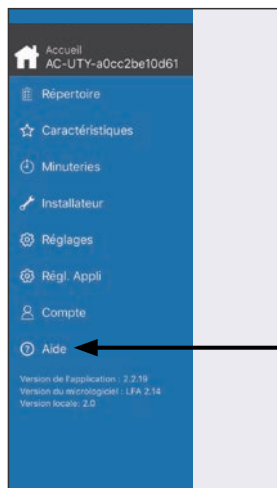 Accueil
AC-UTY-a0cc2be10d61
Répertoire
Caractéristiques
Minuteries
Installateur
Réglages
Régl. Appli
Compte
Aide
Version de l'application : 2.2.19
Version du micrologiciel : LFA 2.14
Version locale: 2.0